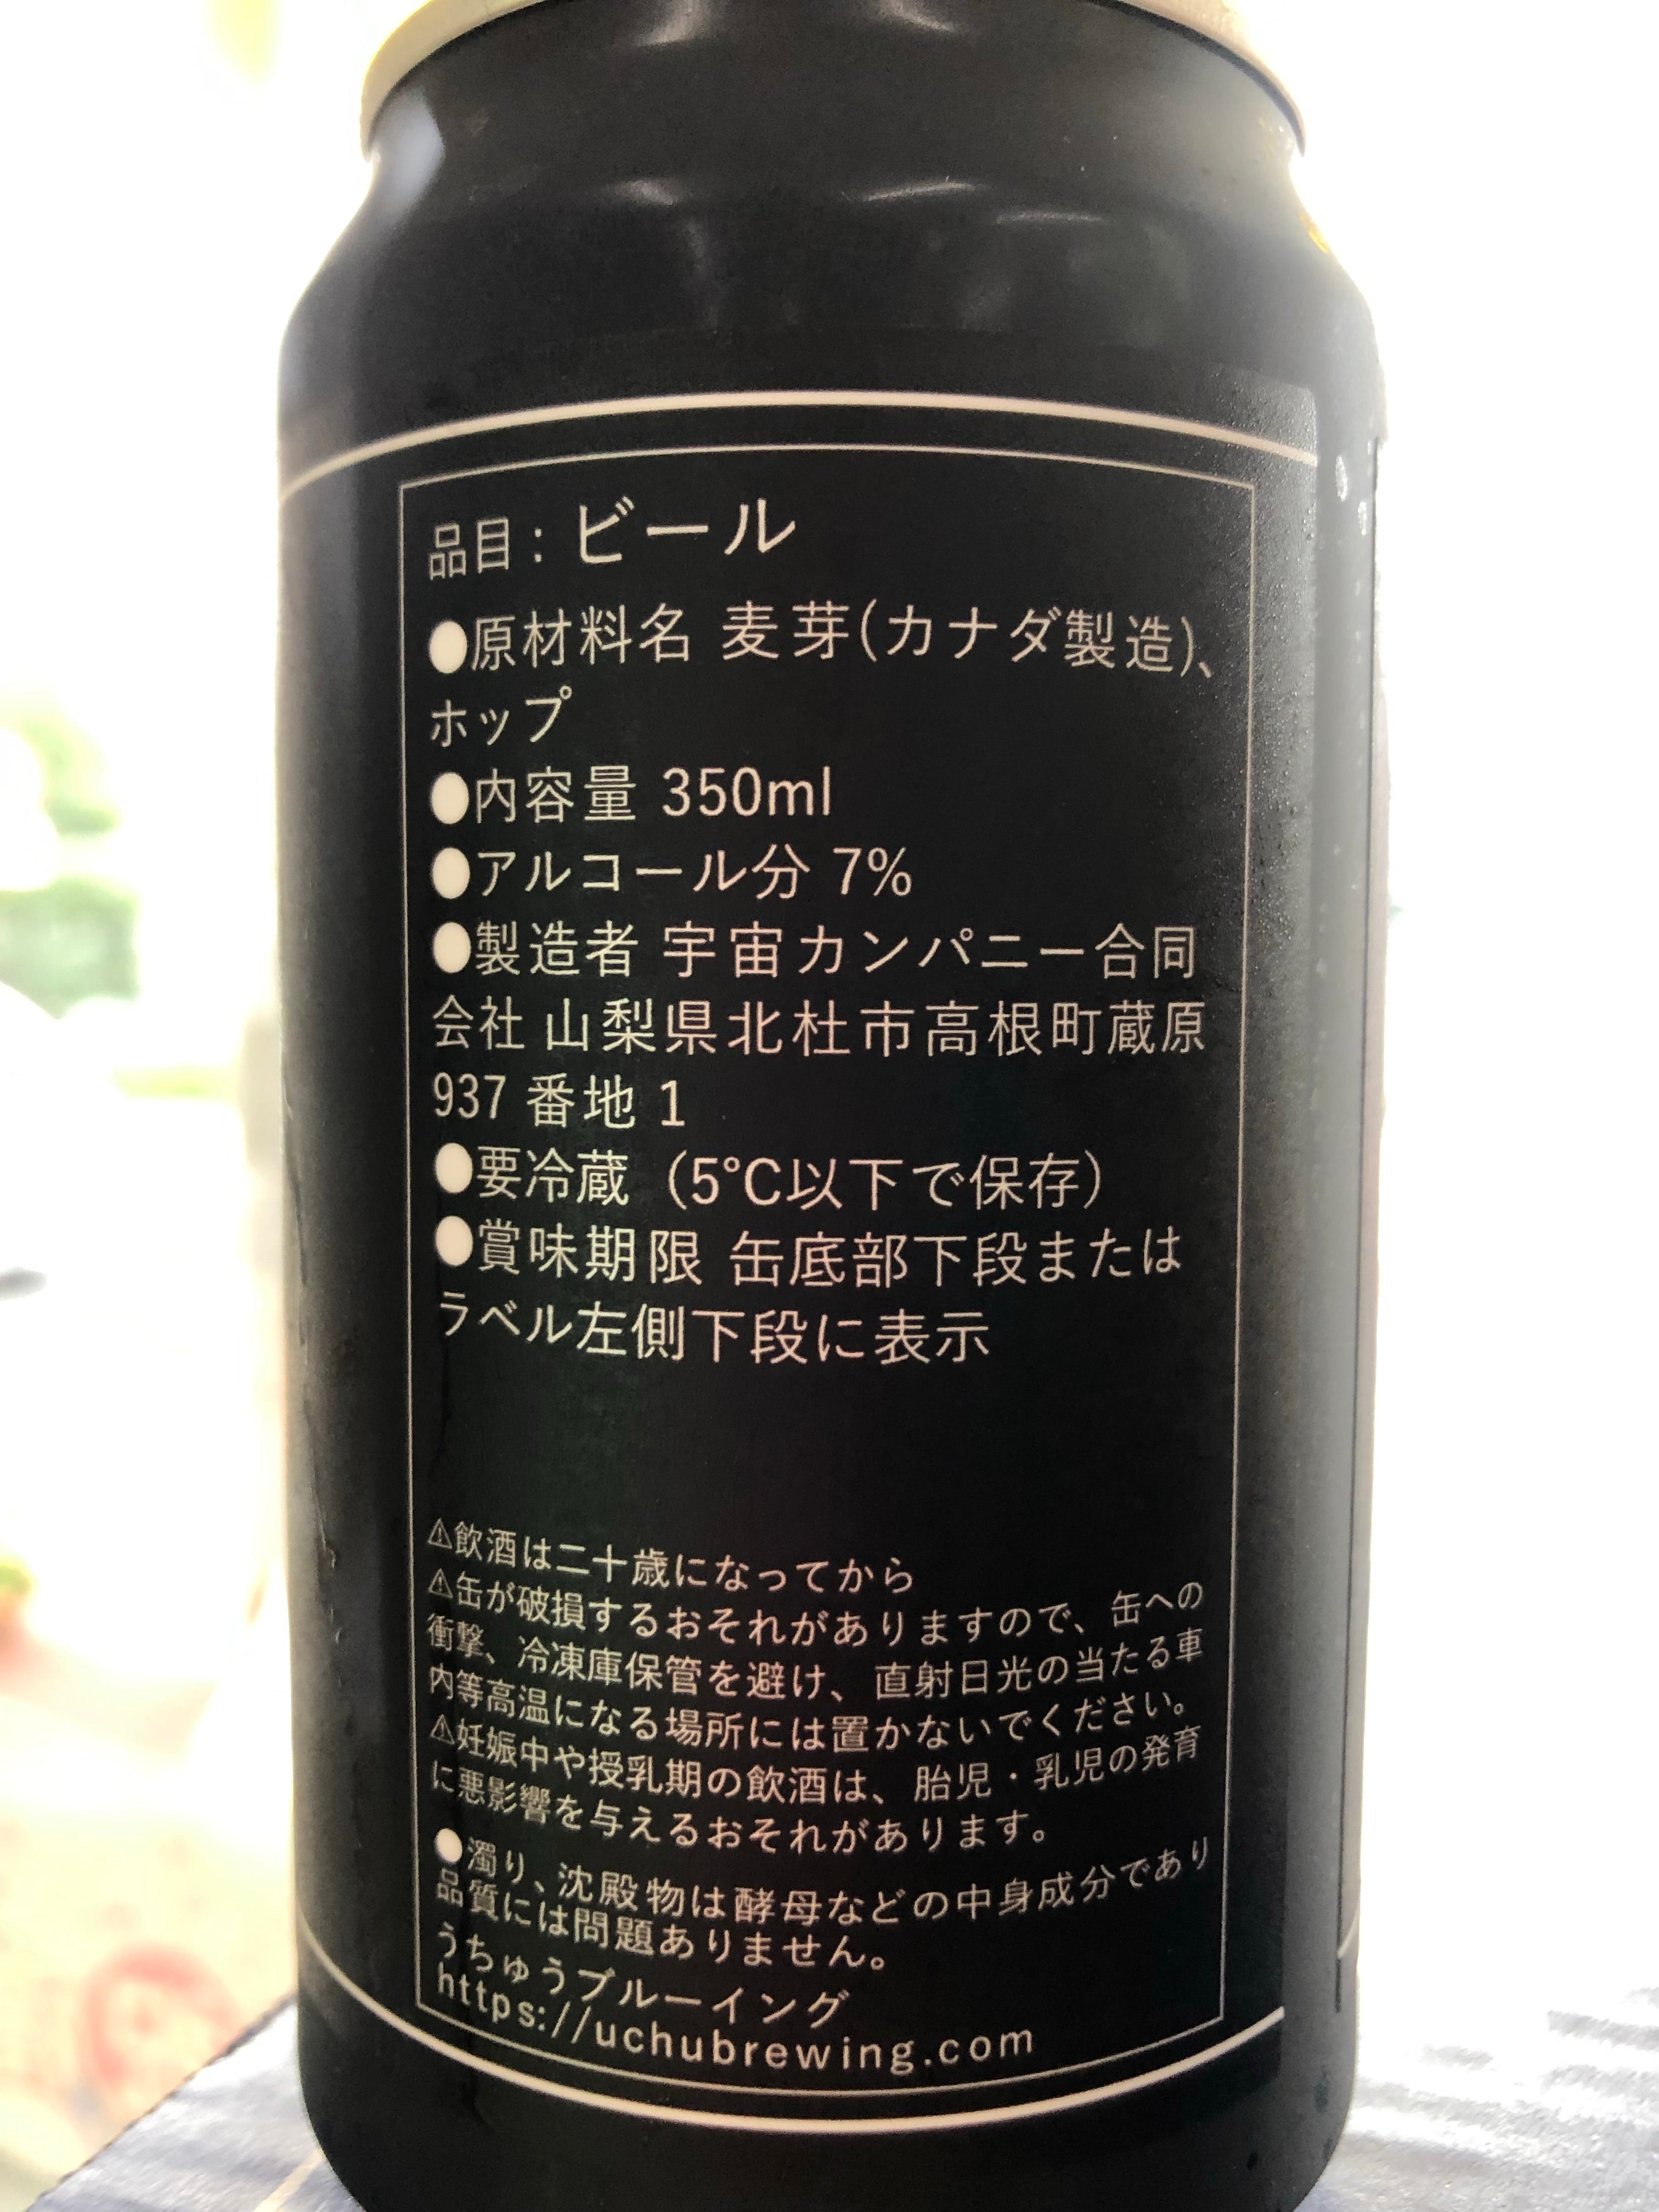 品目：ビール
●原材料名 麦芽(カナダ製造)、
ホップ
●内容量 350ml
●アルコール分 7%
●製造者 宇宙カンパニー合同
会社 山梨県北杜市高根町蔵原
937 番地 1
●要冷蔵（5℃以下で保存）
●賞味期限 缶底部下段または
ラベル左側下段に表示
⚠飲酒は二十歳になってから
⚠缶が破損するおそれがありますので、缶への
衝撃、冷凍庫保管を避け、直射日光の当たる車
内等高温になる場所には置かないでください。
⚠妊娠中や授乳期の飲酒は、胎児・乳児の発育
に悪影響を与えるおそれがあります。
●濁り、沈殿物は酵母などの中身成分であり
品質には問題ありません。
うちゅうブルーイング
https://uchubrewing.com